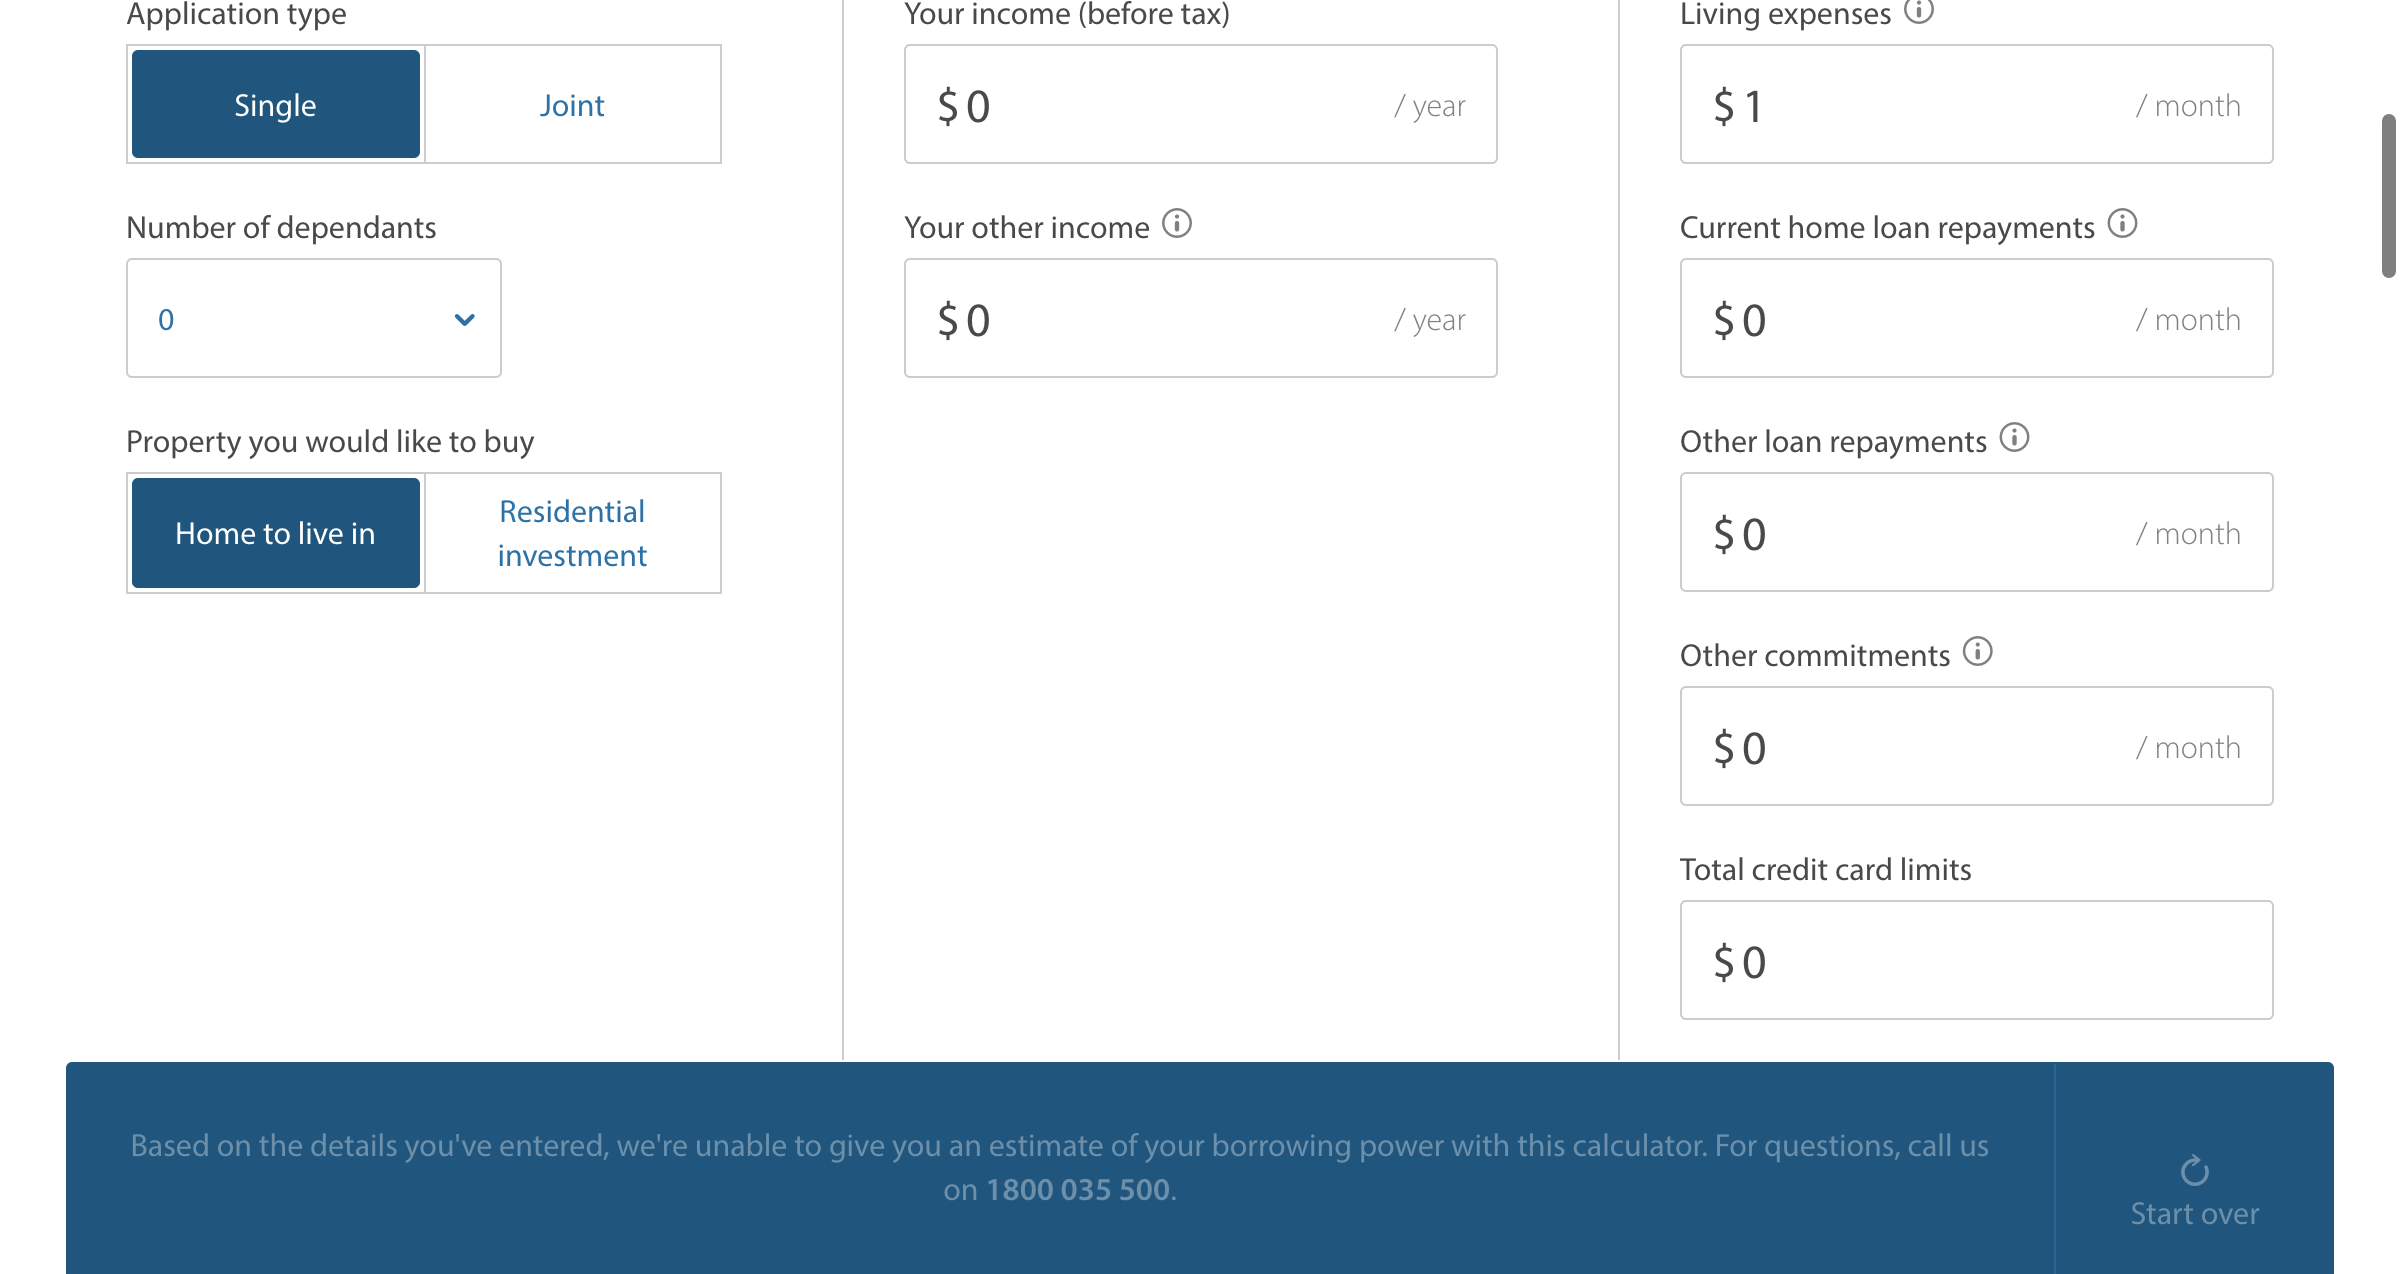 Application type
Single
Joint
Number of dependants
0
Property you would like to buy
Home to live in
Residential
investment
Your income (before tax)
$ 0
/ year
Your other income
$ 0
/ year
Living expenses
$ 1
/ month
Current home loan repayments
$ 0
/ month
Other loan repayments
$ 0
/ month
Other commitments
$ 0
/ month
Total credit card limits
$ 0
Based on the details you've entered, we're unable to give you an estimate of your borrowing power with this calculator. For questions, call us
on 1800 035 500.
Start over